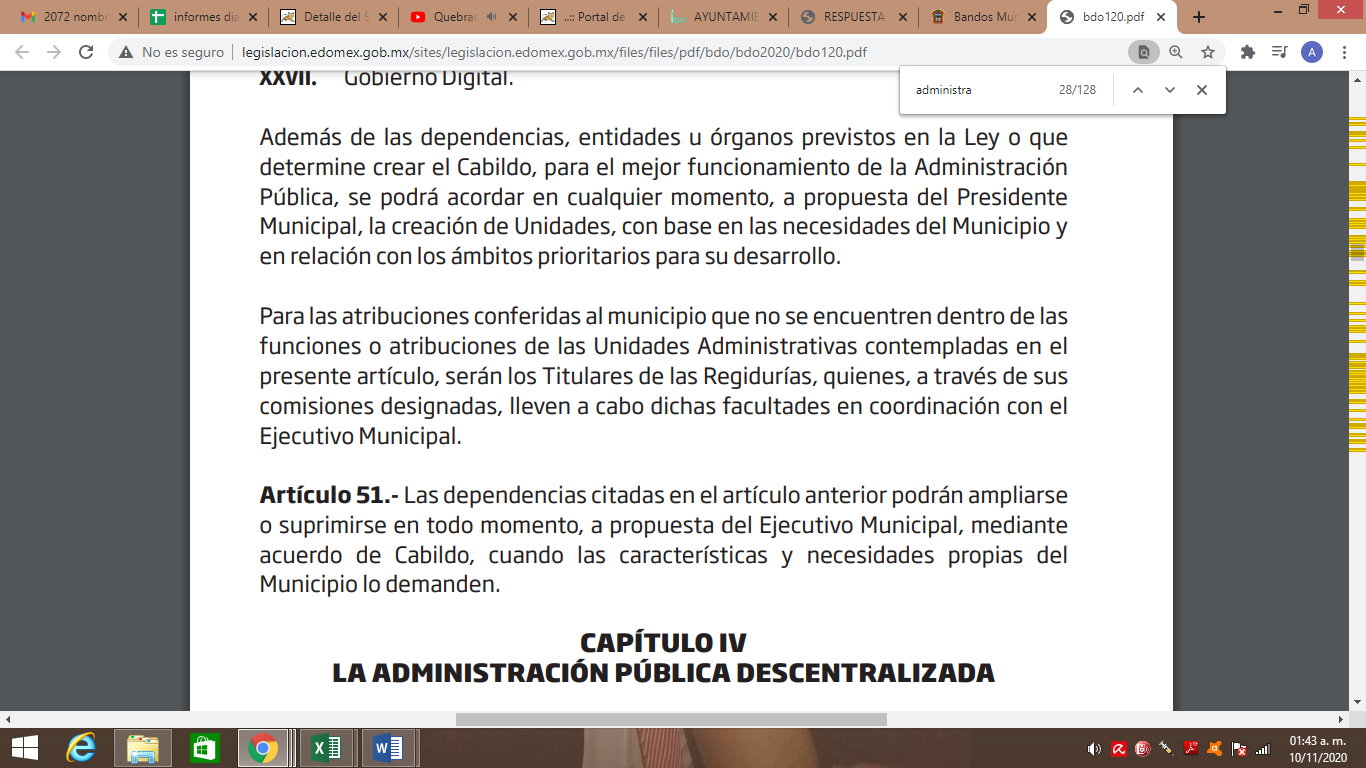 2072 nombr
informes dia
Detalle del S
Quebrac
..:: Portal de
AYUNTAMIE
RESPUESTA
Bandos Mun
bdo120.pdf
No es seguro
legislacion.edomex.gob.mx/sites/legislacion.edomex.gob.mx/files/files/pdf/bdo/bdo2020/bdo120.pdf
A
administra
28/128
XXVII. Gobierno Digital.
Además de las dependencias, entidades u órganos previstos en la Ley o que
determine crear el Cabildo, para el mejor funcionamiento de la Administración
Pública, se podrá acordar en cualquier momento, a propuesta del Presidente
Municipal, la creación de Unidades, con base en las necesidades del Municipio y
en relación con los ámbitos prioritarios para su desarrollo.
Para las atribuciones conferidas al municipio que no se encuentren dentro de las
funciones o atribuciones de las Unidades Administrativas contempladas en el
presente artículo, serán los Titulares de las Regidurías, quienes, a través de sus
comisiones designadas, lleven a cabo dichas facultades en coordinación con el
Ejecutivo Municipal.
Artículo 51.- Las dependencias citadas en el artículo anterior podrán ampliarse
o suprimirse en todo momento, a propuesta del Ejecutivo Municipal, mediante
acuerdo de Cabildo, cuando las características y necesidades propias del
Municipio lo demanden.
CAPÍTULO IV
LA ADMINISTRACIÓN PÚBLICA DESCENTRALIZADA
01:43 a. m.
10/11/2020